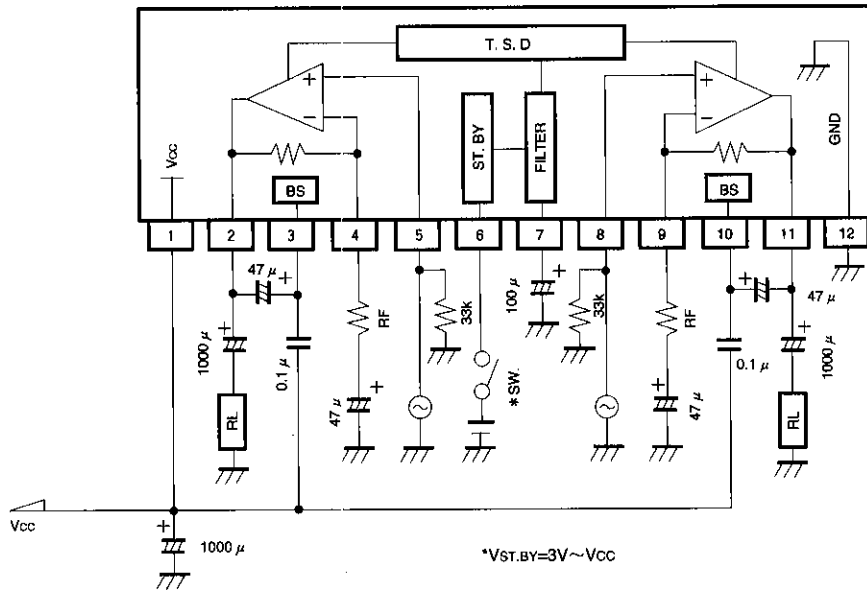 T. S. D
+
+
−
−
VCC
ST. BY
FILTER
GND
BS
BS
1
2
3
4
5
6
7
8
9
10
11
12
47 μ
+
+
47 μ
RF
33k
100 μ
+
33k
RF
+
1000 μ
0.1 μ
*SW.
0.1 μ
+
1000 μ
47 μ
+
47 μ
+
RL
RL
VCC
+
1000 μ
*VST.BY=3V～VCC